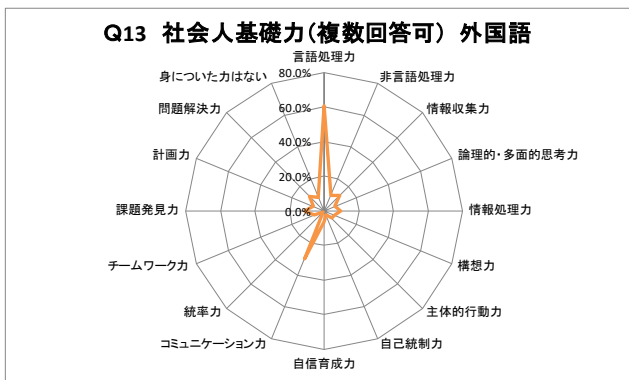 Q13 社会人基礎力(複数回答可) 外国語
言語処理力
非言語処理力
情報収集力
論理的・多面的思考力
情報処理力
構想力
主体的行動力
自己統制力
自信育成力
コミュニケーション力
統率力
チームワーク力
課題発見力
計画力
問題解決力
身についた力はない
80.0%
60.0%
40.0%
20.0%
0.0%